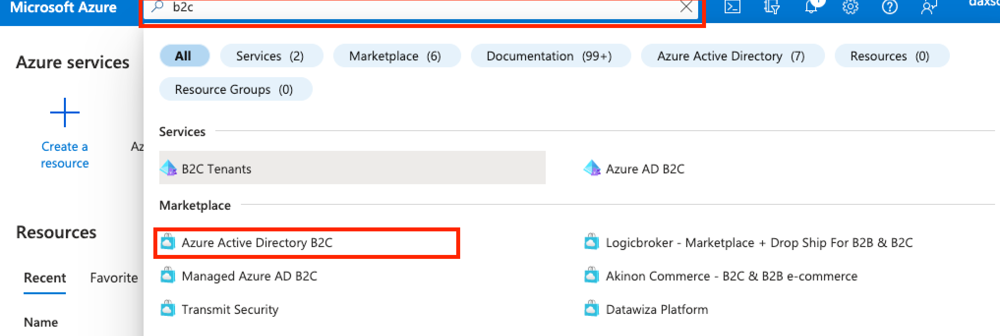 Microsoft Azure
b2c
All
Services (2)
Marketplace (6)
Documentation (99+)
Azure Active Directory (7)
Resources (0)
Resource Groups (0)
Azure services
Create a
resource
Az
Services
B2C Tenants
Azure AD B2C
Marketplace
Azure Active Directory B2C
Logicbroker - Marketplace + Drop Ship For B2B & B2C
Managed Azure AD B2C
Akinon Commerce - B2C & B2B e-commerce
Transmit Security
Datawiza Platform
Resources
Recent
Favorite
Name